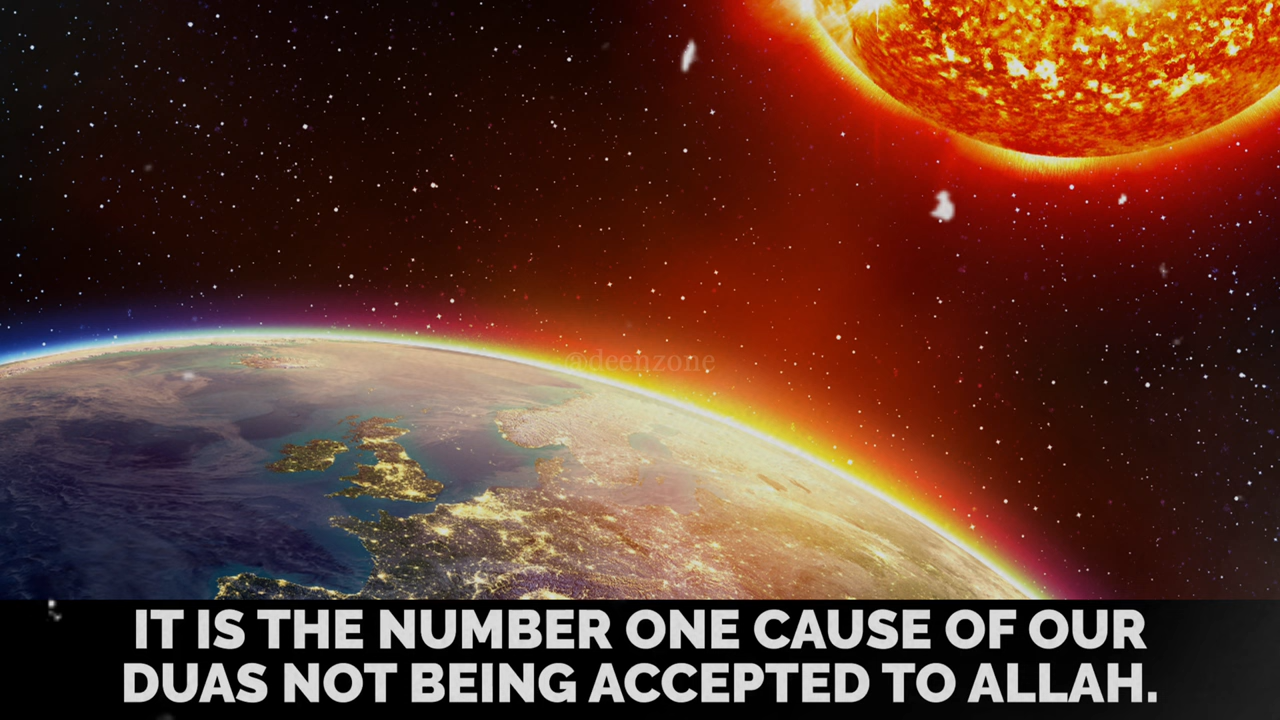 @deenzone
IT IS THE NUMBER ONE CAUSE OF OUR
DUAS NOT BEING ACCEPTED TO ALLAH.